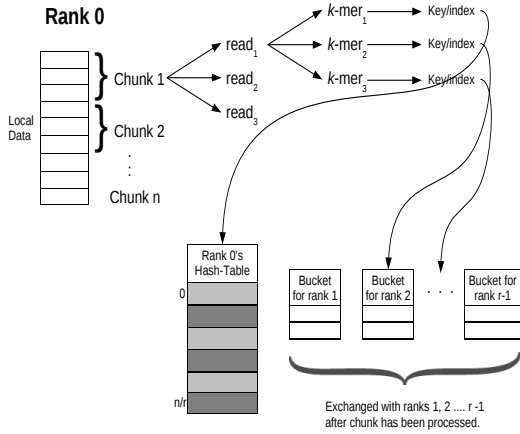 Rank 0
Local
Data
Chunk 1
Chunk 2
.
.
.
Chunk n
read1
read2
read3
k-mer1
k-mer2
k-mer3
Key/index
Key/index
Key/index
Rank 0's
Hash-Table
0
n/r
Bucket
for rank 1
Bucket
for rank 2
. . .
Bucket for
rank r-1
Exchanged with ranks 1, 2 .... r -1
after chunk has been processed.